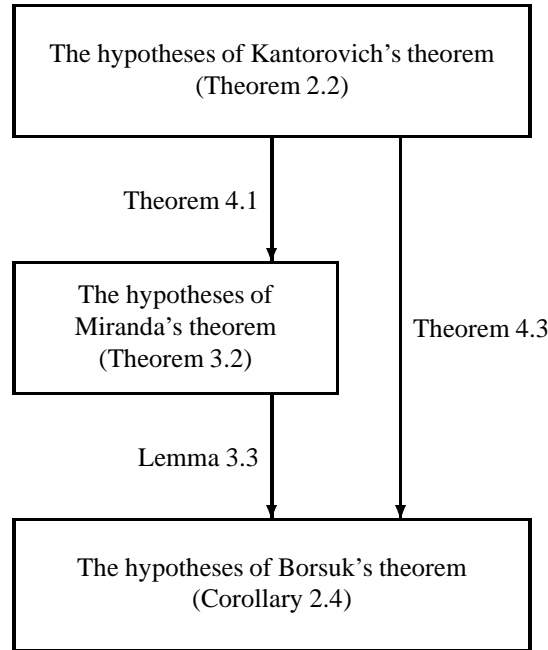 The hypotheses of Kantorovich's theorem
(Theorem 2.2)
Theorem 4.1
The hypotheses of
Miranda's theorem
(Theorem 3.2)
Theorem 4.3
Lemma 3.3
The hypotheses of Borsuk's theorem
(Corollary 2.4)